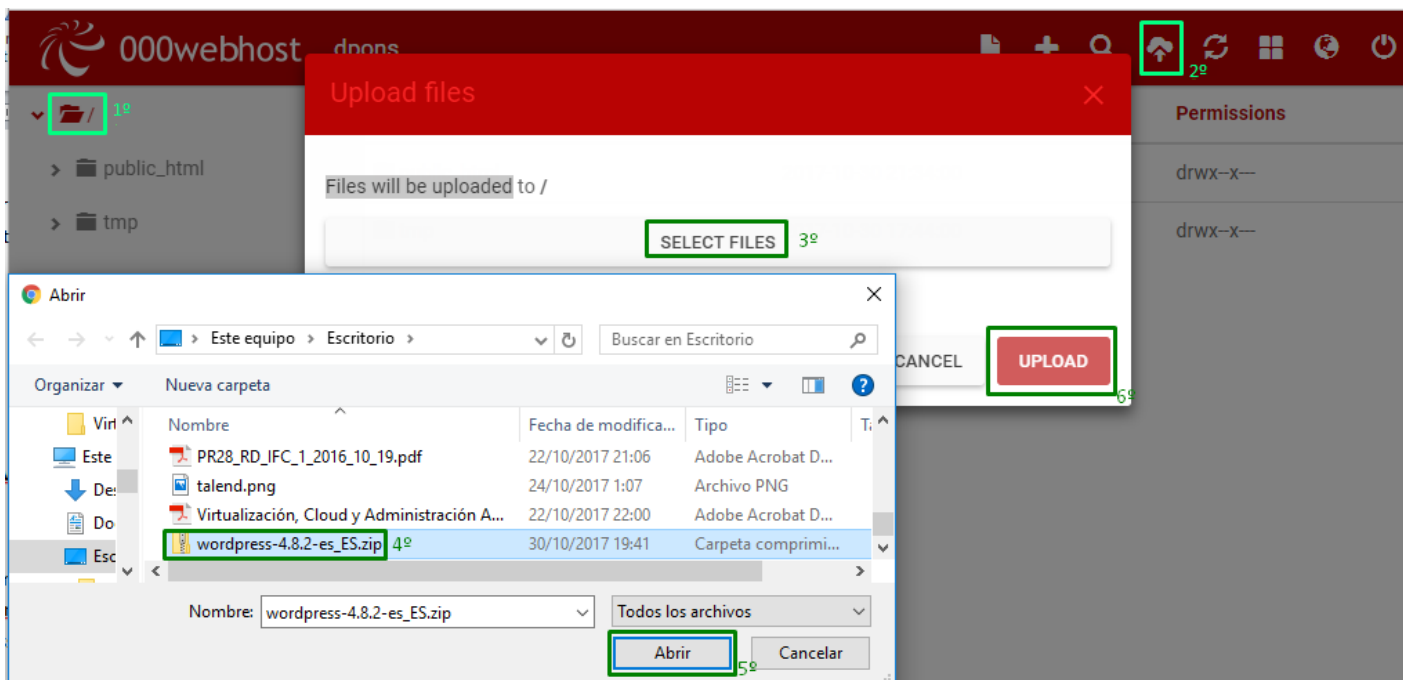 000webhost dpons
2º
Upload files
/ 1º
Permissions
public_html
drwx--x---
Files will be uploaded to /
tmp
drwx--x---
SELECT FILES 3º
CANCEL
UPLOAD
6º
Abrir
Este equipo > Escritorio >
Buscar en Escritorio
Organizar
Nueva carpeta
Nombre
Fecha de modifica...
Tipo
PR28_RD_IFC_1_2016_10_19.pdf 22/10/2017 21:06 Adobe Acrobat D...
talend.png 24/10/2017 1:07 Archivo PNG
Virtualización, Cloud y Administración A... 22/10/2017 22:00 Adobe Acrobat D...
wordpress-4.8.2-es_ES.zip 4º 30/10/2017 19:41 Carpeta comprimi...
Este
Do
Esc
Nombre: wordpress-4.8.2-es_ES.zip
Todos los archivos
Abrir
5º
Cancelar